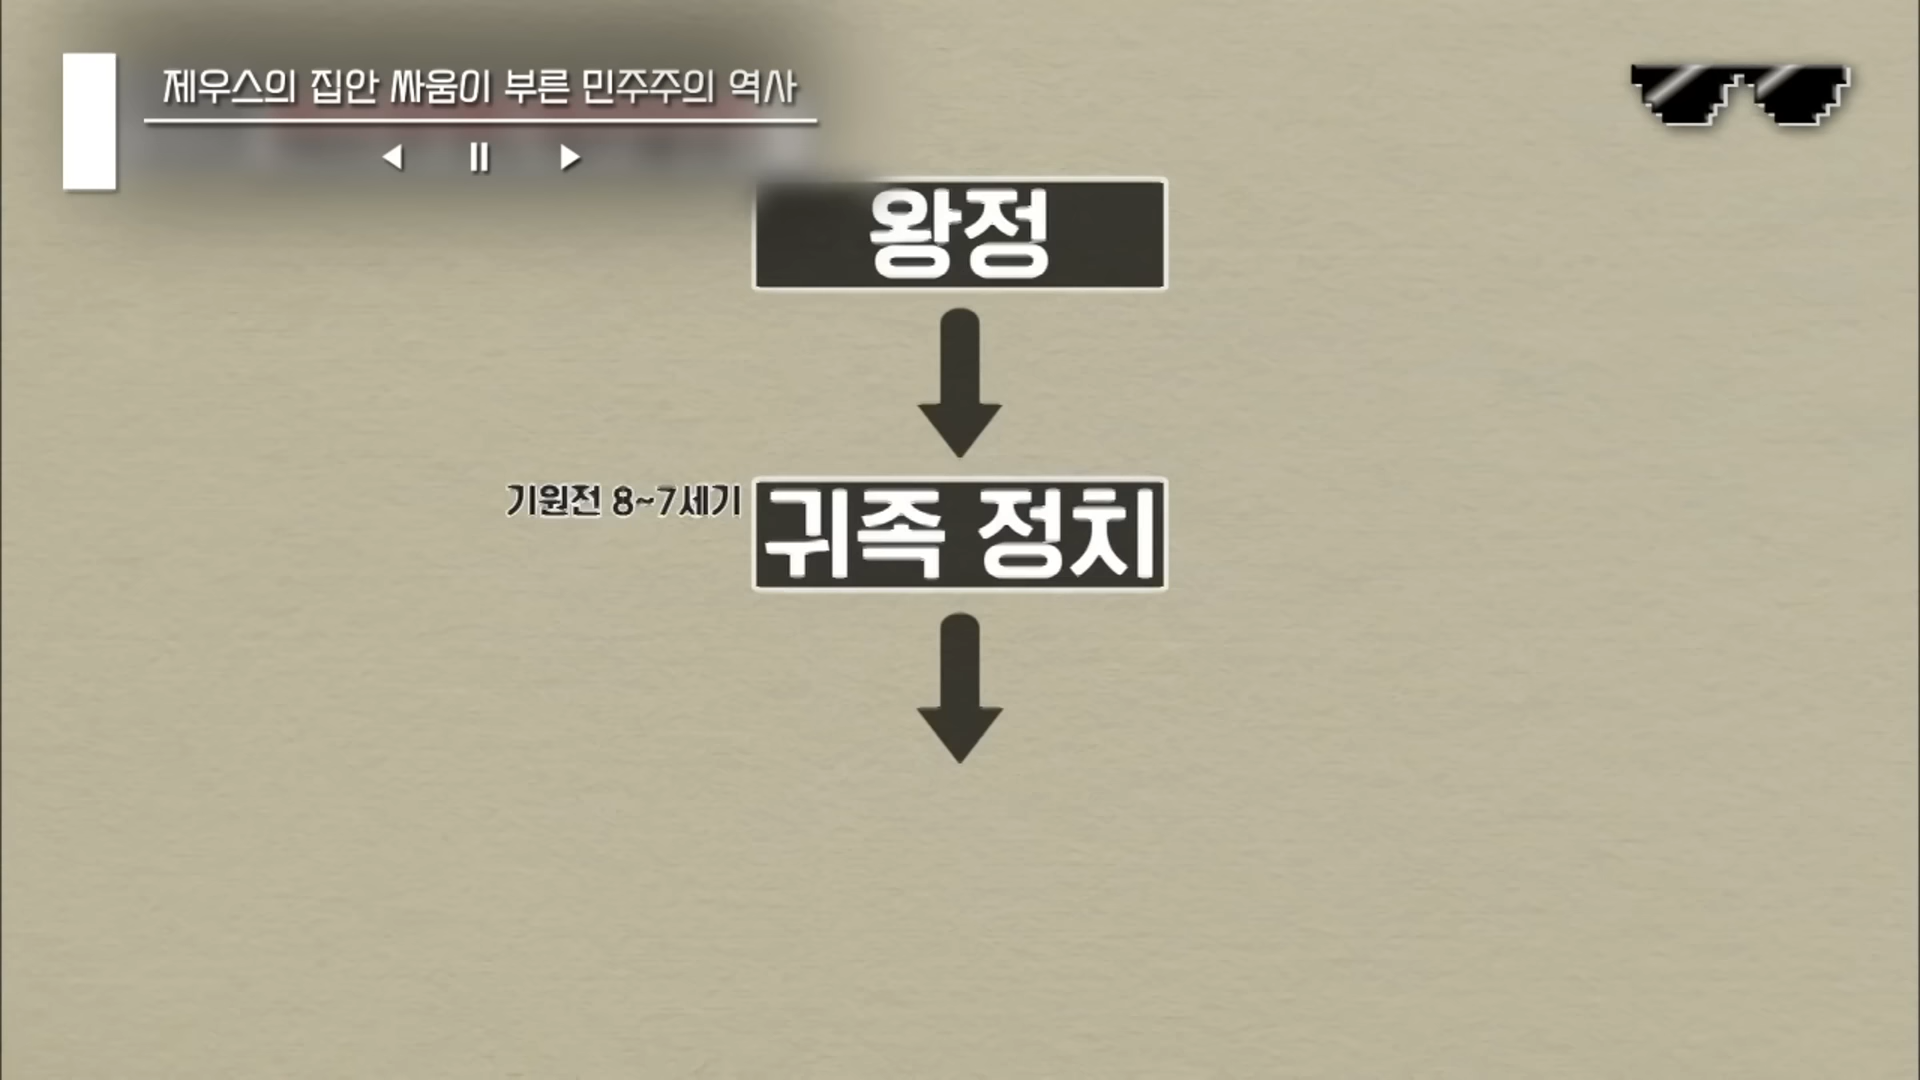 제우스의 집안 싸움이 부른 민주주의 역사
왕정
기원전 8~7세기
귀족 정치